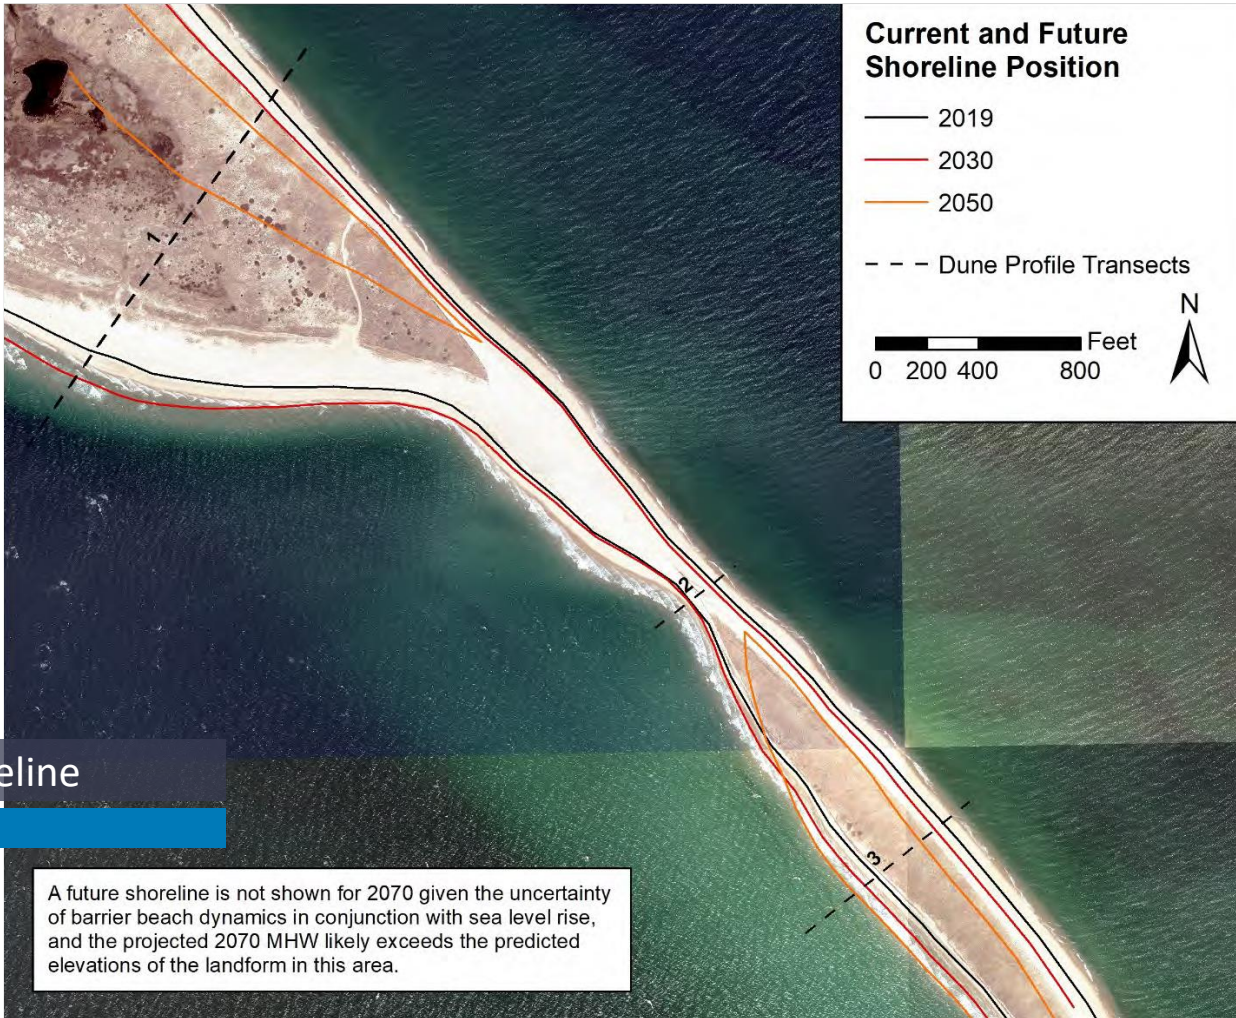 Current and Future
Shoreline Position
2019
2030
2050
Dune Profile Transects
N
Feet
0 200 400 800
1
2
3
eline
A future shoreline is not shown for 2070 given the uncertainty
of barrier beach dynamics in conjunction with sea level rise,
and the projected 2070 MHW likely exceeds the predicted
elevations of the landform in this area.